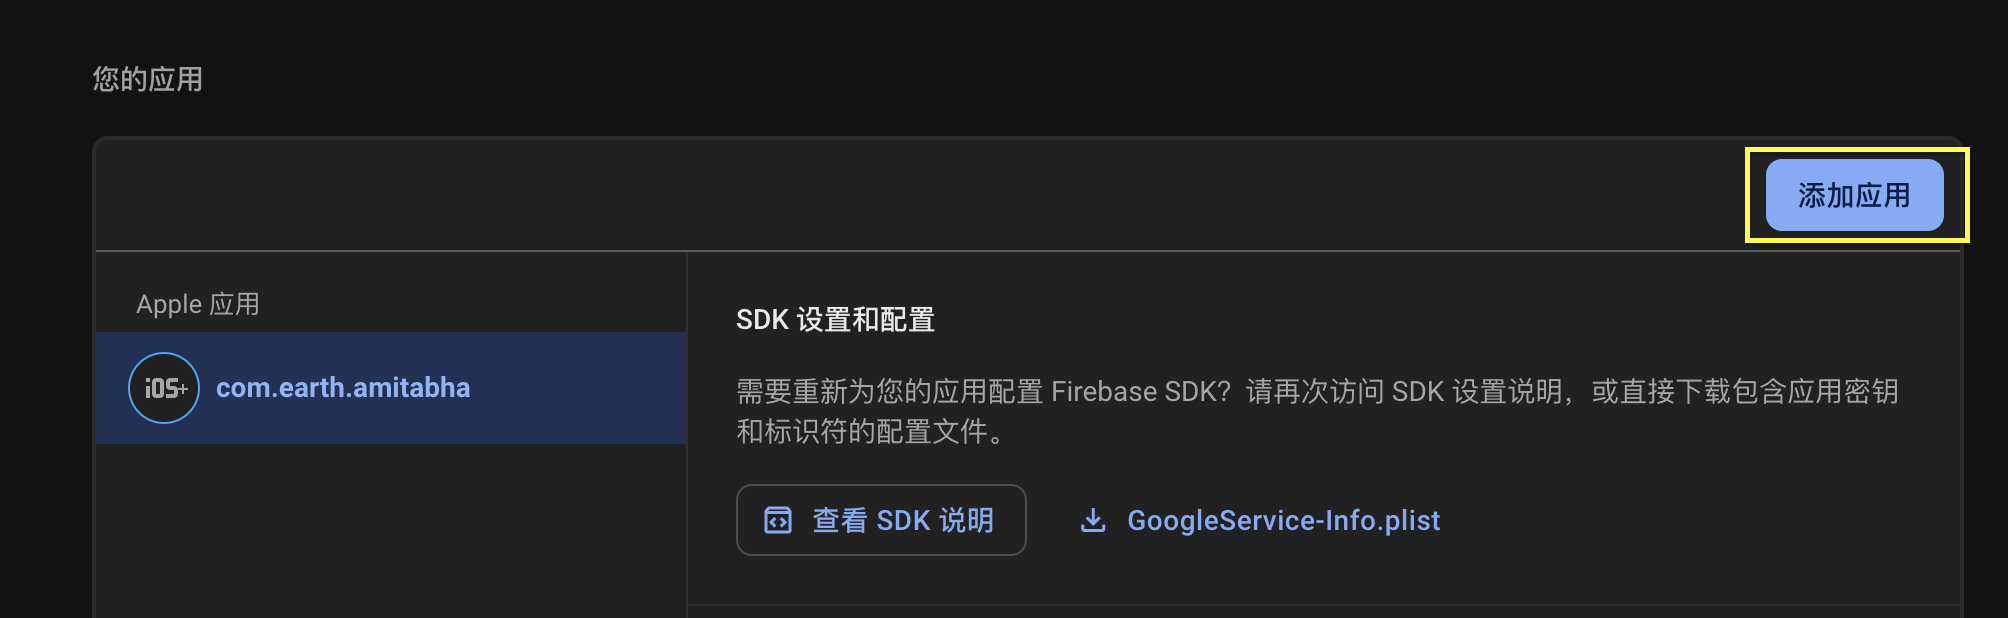 您的应用
添加应用
Apple 应用
iOS+
com.earth.amitabha
SDK 设置和配置
需要重新为您的应用配置 Firebase SDK？请再次访问 SDK 设置说明，或直接下载包含应用密钥
和标识符的配置文件。
查看 SDK 说明
GoogleService-Info.plist